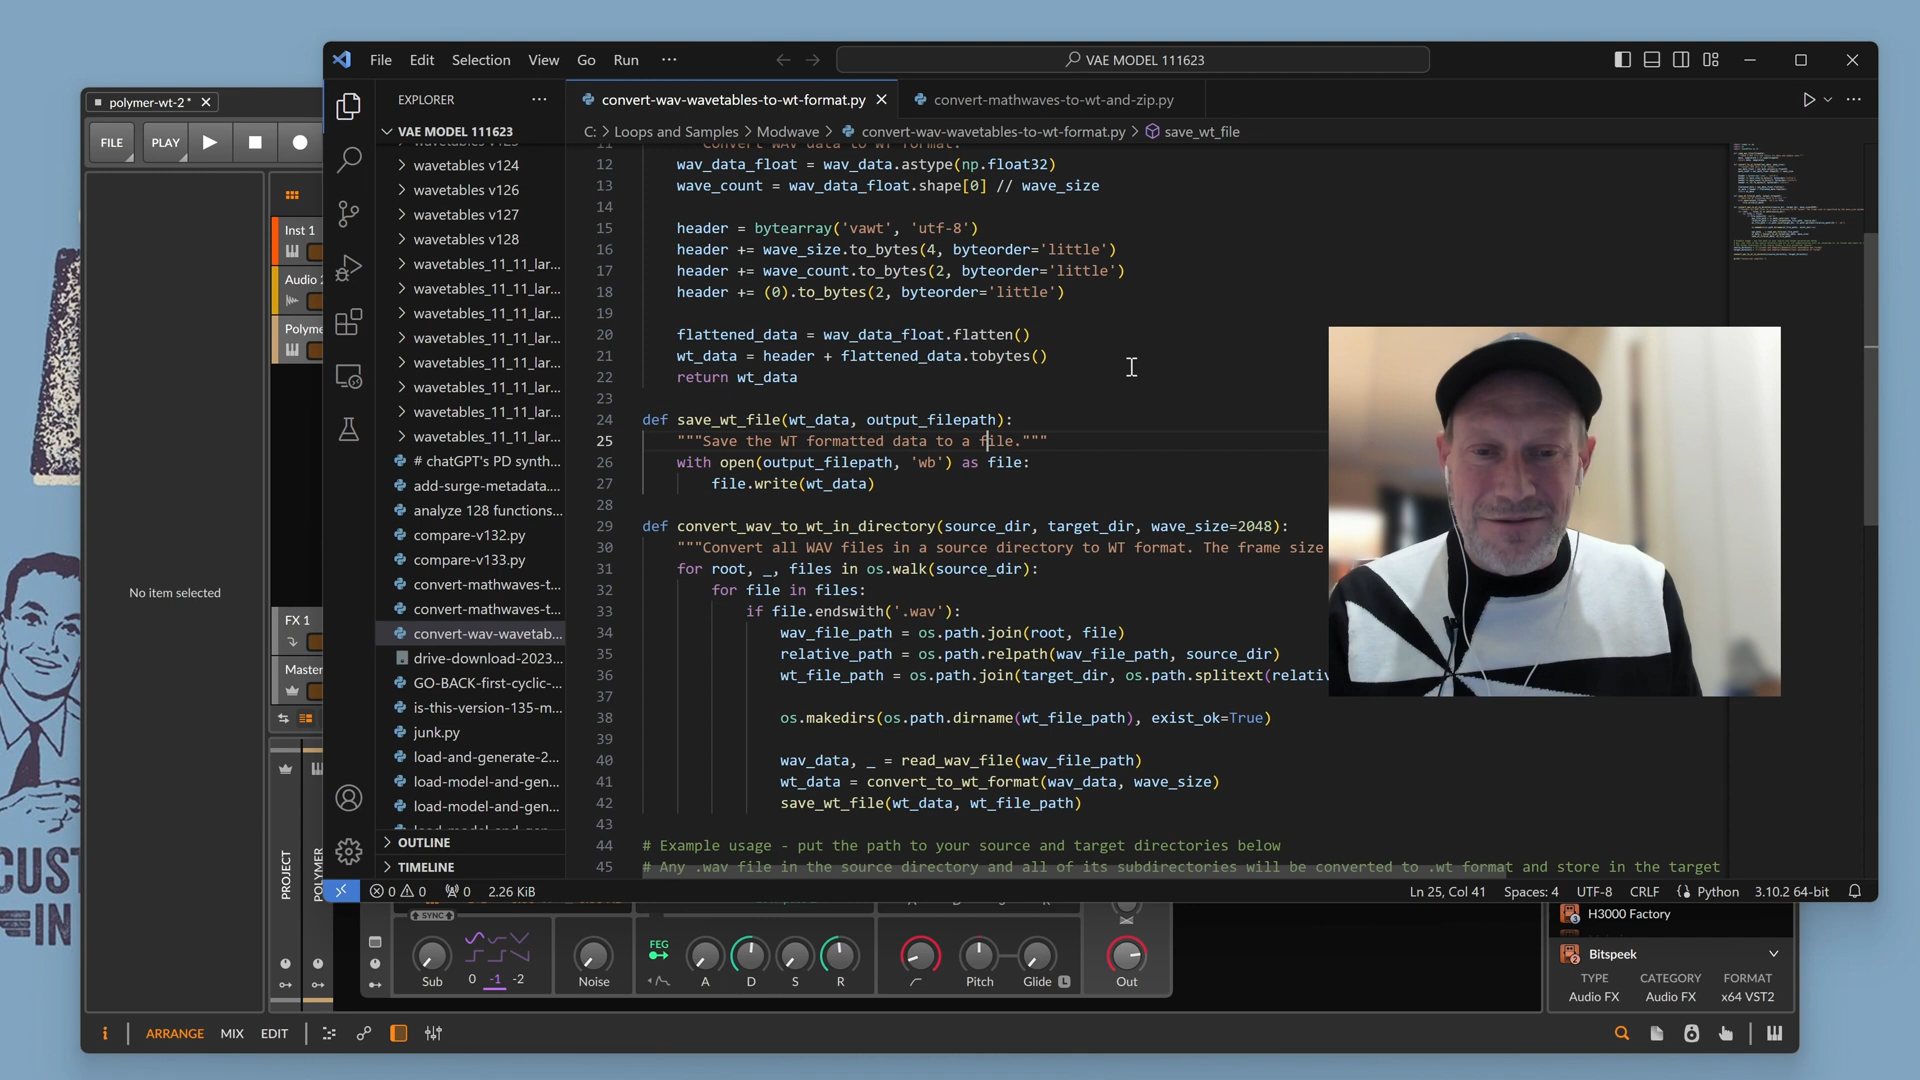 polymer-wt-2 *
FILE
PLAY
No item selected
Inst 1
Audio 2
Polyme
FX 1
Master
PROJECT
POLYMER
CUST
IN
File Edit Selection View Go Run ···
VAE MODEL 111623
EXPLORER
VAE MODEL 111623
wavetables v124
wavetables v126
wavetables v127
wavetables v128
wavetables_11_11_lar...
wavetables_11_11_lar...
wavetables_11_11_lar...
wavetables_11_11_lar...
wavetables_11_11_lar...
wavetables_11_11_lar...
wavetables_11_11_lar...
wavetables_11_11_lar...
# chatGPT's PD synth...
add-surge-metadata....
analyze 128 functions...
compare-v132.py
compare-v133.py
convert-mathwaves-t...
convert-mathwaves-t...
convert-wav-wavetab...
drive-download-2023...
GO-BACK-first-cyclic-...
is-this-version-135-m...
junk.py
load-and-generate-2...
load-model-and-gen...
load-model-and-gen...
OUTLINE
TIMELINE
convert-wav-wavetables-to-wt-format.py
convert-mathwaves-to-wt-and-zip.py
C: > Loops and Samples > Modwave > convert-wav-wavetables-to-wt-format.py > save_wt_file
11 """Convert WAV data to WT format."""
12 wav_data_float = wav_data.astype(np.float32)
13 wave_count = wav_data_float.shape[0] // wave_size
14
15 header = bytearray('vawt', 'utf-8')
16 header += wave_size.to_bytes(4, byteorder='little')
17 header += wave_count.to_bytes(2, byteorder='little')
18 header += (0).to_bytes(2, byteorder='little')
19
20 flattened_data = wav_data_float.flatten()
21 wt_data = header + flattened_data.tobytes()
22 return wt_data
23
24 def save_wt_file(wt_data, output_filepath):
25 """Save the WT formatted data to a file."""
26 with open(output_filepath, 'wb') as file:
27 file.write(wt_data)
28
29 def convert_wav_to_wt_in_directory(source_dir, target_dir, wave_size=2048):
30 """Convert all WAV files in a source directory to WT format. The frame size
31 for root, _, files in os.walk(source_dir):
32 for file in files:
33 if file.endswith('.wav'):
34 wav_file_path = os.path.join(root, file)
35 relative_path = os.path.relpath(wav_file_path, source_dir)
36 wt_file_path = os.path.join(target_dir, os.path.splitext(relativ
37
38 os.makedirs(os.path.dirname(wt_file_path), exist_ok=True)
39
40 wav_data, _ = read_wav_file(wav_file_path)
41 wt_data = convert_to_wt_format(wav_data, wave_size)
42 save_wt_file(wt_data, wt_file_path)
43
44 # Example usage - put the path to your source and target directories below
45 # Any .wav file in the source directory and all of its subdirectories will be converted to .wt format and store in the target
0 0 0 2.26 KiB
Ln 25, Col 41 Spaces: 4 UTF-8 CRLF Python 3.10.2 64-bit
SYNC
Sub
0 -1 -2
Noise
FEG
A D S R
Pitch
Glide L
Out
H3000 Factory
Bitspeek
TYPE CATEGORY FORMAT
Audio FX Audio FX x64 VST2
i ARRANGE MIX EDIT